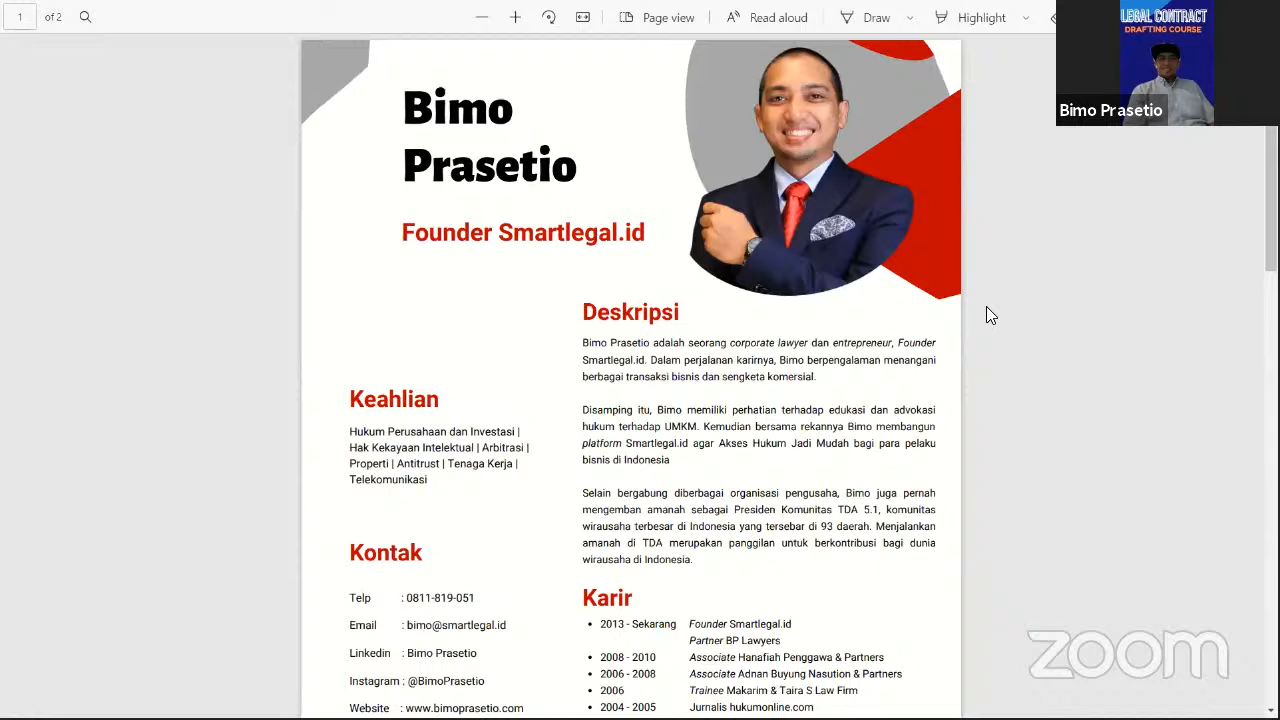 1 of 2
Page view
Read aloud
Draw
Highlight
LEGAL CONTRACT
DRAFTING COURSE
Bimo Prasetio
Bimo
Prasetio
Founder Smartlegal.id
Deskripsi
Bimo Prasetio adalah seorang corporate lawyer dan entrepreneur, Founder
Smartlegal.id. Dalam perjalanan karirnya, Bimo berpengalaman menangani
berbagai transaksi bisnis dan sengketa komersial.
Disamping itu, Bimo memiliki perhatian terhadap edukasi dan advokasi
hukum terhadap UMKM. Kemudian bersama rekannya Bimo membangun
platform Smartlegal.id agar Akses Hukum Jadi Mudah bagi para pelaku
bisnis di Indonesia
Selain bergabung diberbagai organisasi pengusaha, Bimo juga pernah
mengemban amanah sebagai Presiden Komunitas TDA 5.1, komunitas
wirausaha terbesar di Indonesia yang tersebar di 93 daerah. Menjalankan
amanah di TDA merupakan panggilan untuk berkontribusi bagi dunia
wirausaha di Indonesia.
Keahlian
Hukum Perusahaan dan Investasi |
Hak Kekayaan Intelektual | Arbitrasi |
Properti | Antitrust | Tenaga Kerja |
Telekomunikasi
Kontak
Telp : 0811-819-051
Email : bimo@smartlegal.id
Linkedin : Bimo Prasetio
Instagram : @BimoPrasetio
Website : www.bimoprasetio.com
Karir
• 2013 - Sekarang Founder Smartlegal.id
Partner BP Lawyers
• 2008 - 2010 Associate Hanafiah Penggawa & Partners
• 2006 - 2008 Associate Adnan Buyung Nasution & Partners
• 2006 Trainee Makarim & Taira S Law Firm
• 2004 - 2005 Jurnalis hukumonline.com
zoom